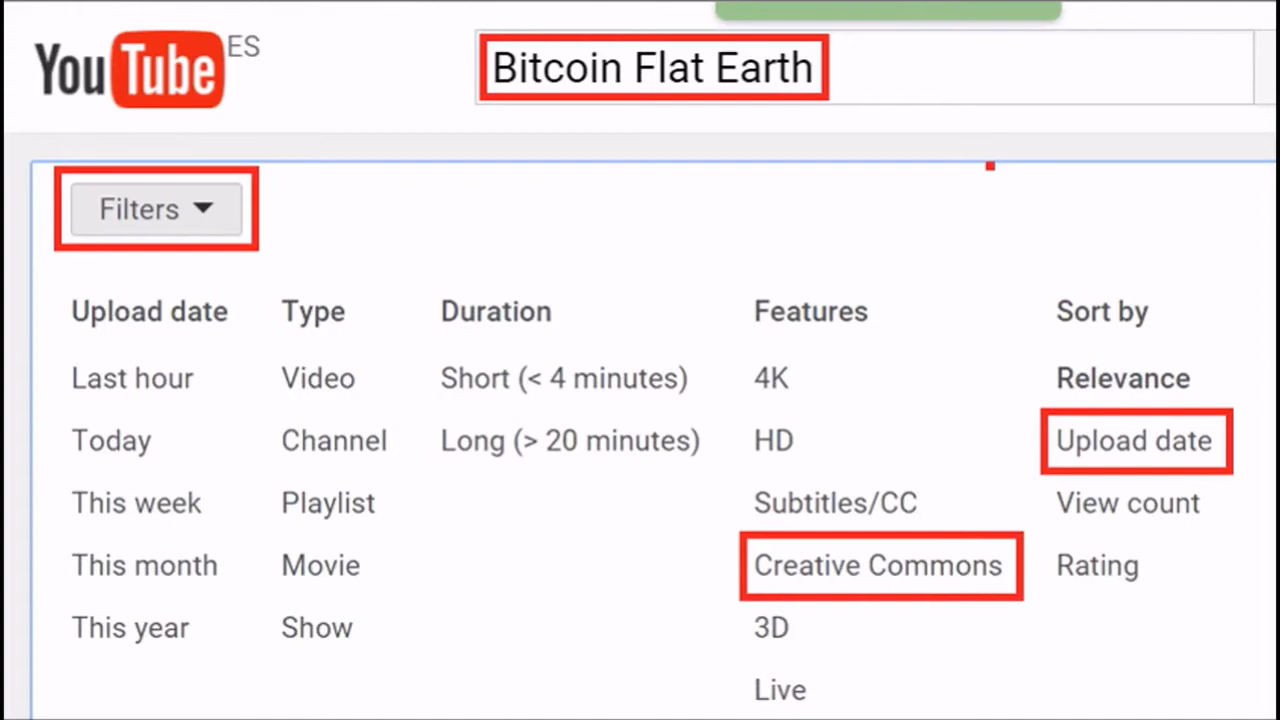 YouTube ES
Bitcoin Flat Earth
Filters
Upload date Type Duration Features Sort by
Last hour Video Short (< 4 minutes) 4K Relevance
Today Channel Long (> 20 minutes) HD Upload date
This week Playlist Subtitles/CC View count
This month Movie Creative Commons Rating
This year Show 3D
Live